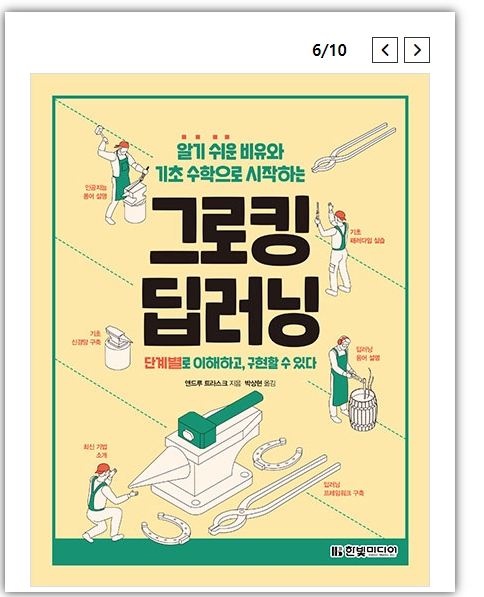 6/10
알기 쉬운 비유와
기초 수학으로 시작하는
그로킹
딥러닝
단계별로 이해하고, 구현할 수 있다
앤드루 트라스크 지음 박상현 옮김
인공지능
용어 설명
기초
패러다임 실습
기초
신경망 구축
딥러닝
용어 설명
최신 기법
소개
딥러닝
프레임워크 구축
한빛미디어